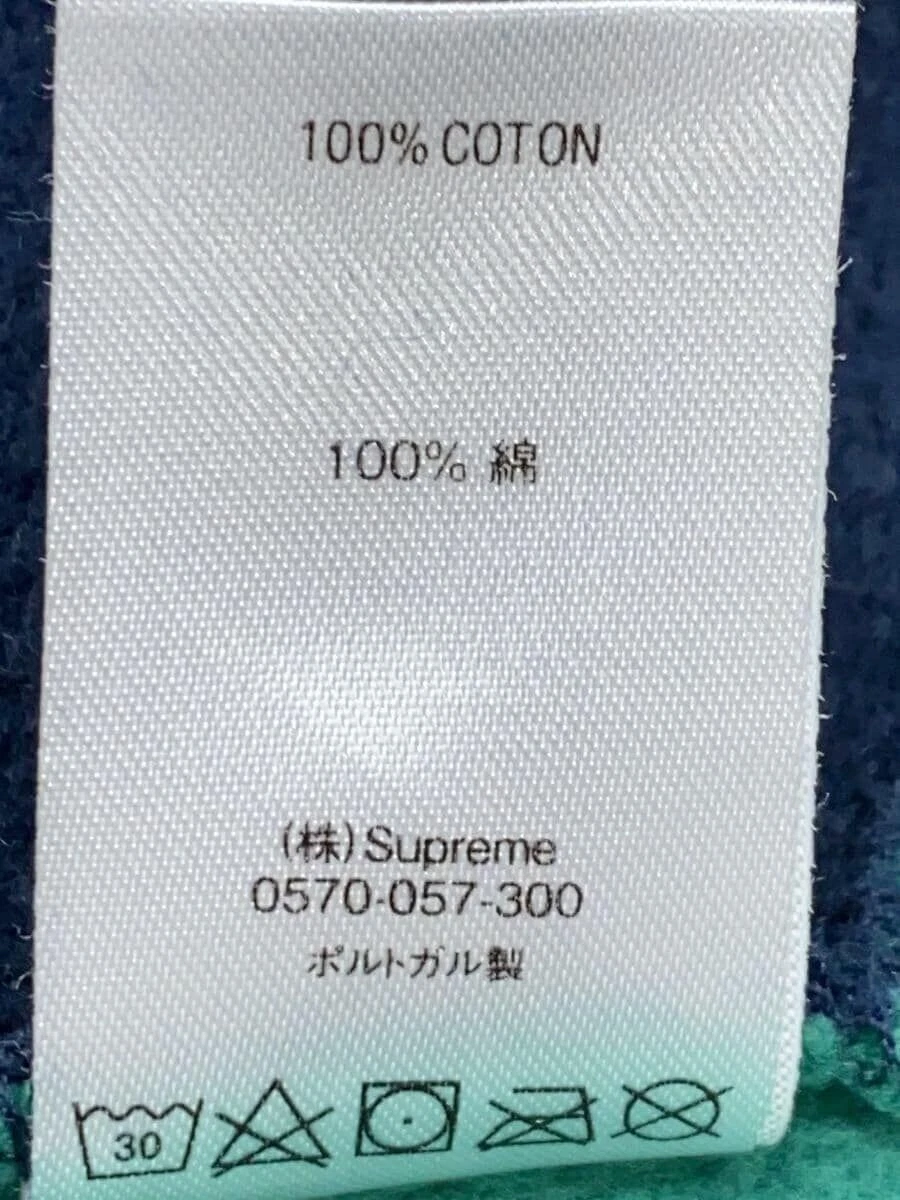 100% COTON
100% 綿
(株) Supreme
0570-057-300
ポルトガル製
30